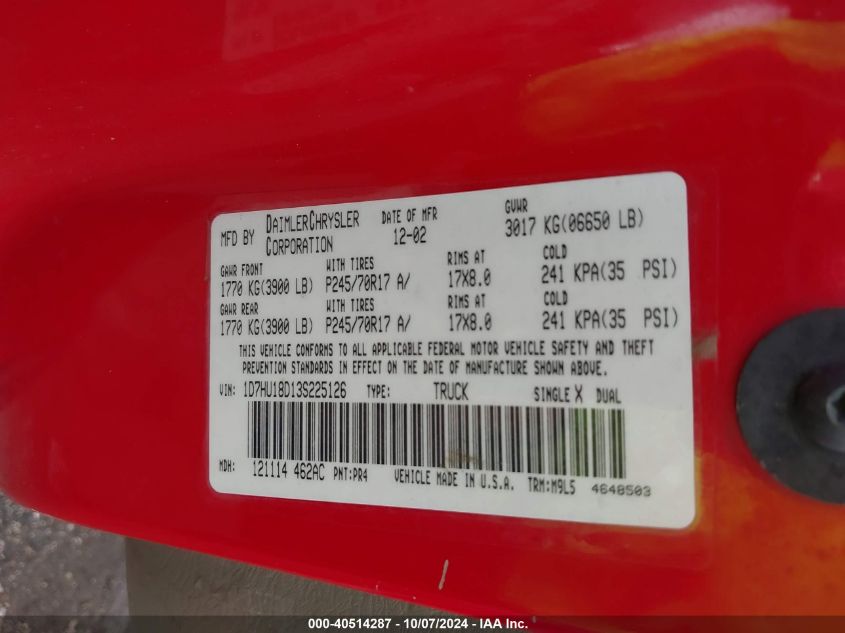 MFD BY DAIMLERCHRYSLER CORPORATION DATE OF MFR 12-02 GVWR 3017 KG(06650 LB)
GAWR FRONT WITH TIRES RIMS AT COLD
1770 KG(3900 LB) P245/70R17 A/ 17X8.0 241 KPA(35 PSI)
GAWR REAR WITH TIRES RIMS AT COLD
1770 KG(3900 LB) P245/70R17 A/ 17X8.0 241 KPA(35 PSI)
THIS VEHICLE CONFORMS TO ALL APPLICABLE FEDERAL MOTOR VEHICLE SAFETY AND THEFT
PREVENTION STANDARDS IN EFFECT ON THE DATE OF MANUFACTURE SHOWN ABOVE.
VIN: 1D7HU18D13S225126 TYPE: TRUCK SINGLE X DUAL
MDH: 121114 462AC PNT:PR4 VEHICLE MADE IN U.S.A. TRM:M9L5 4648503
000-40514287 - 10/07/2024 - IAA Inc.